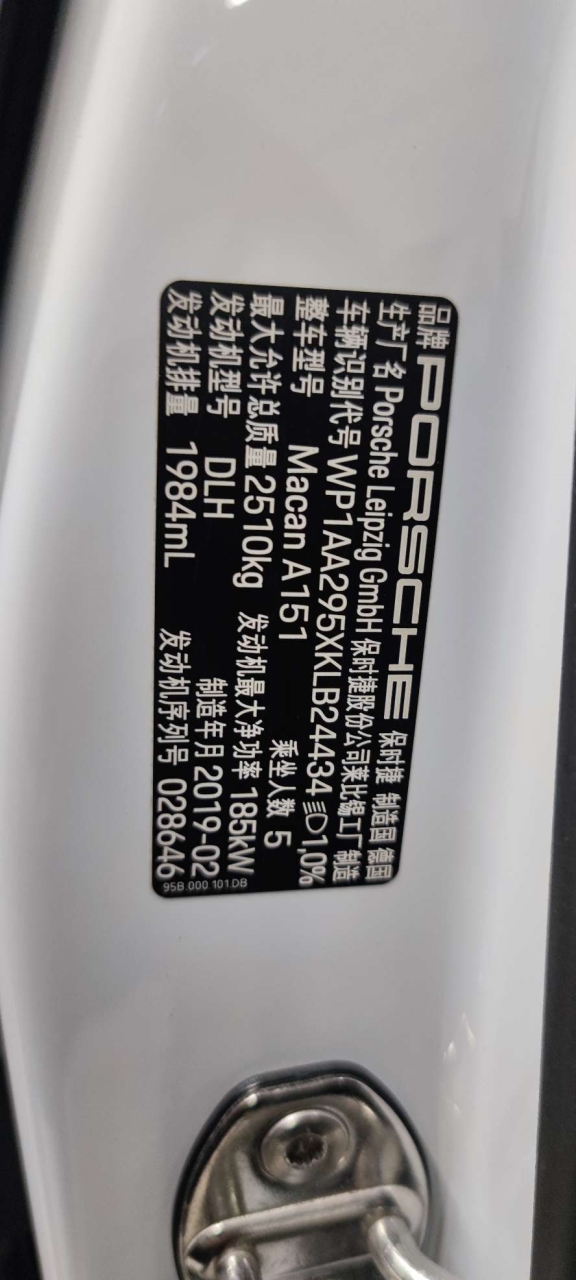 品牌 PORSCHE 保时捷 制造国 德国
生产厂名 Porsche Leipzig GmbH 保时捷股份公司莱比锡工厂制造
车辆识别代号 WP1AA295XKLB24434 1,0%
整车型号 Macan A151 乘坐人数 5
最大允许总质量 2510kg 发动机最大净功率 185kW
发动机型号 DLH 制造年月 2019-02
发动机排量 1984mL 发动机序列号 028646
95B.000 101.DB